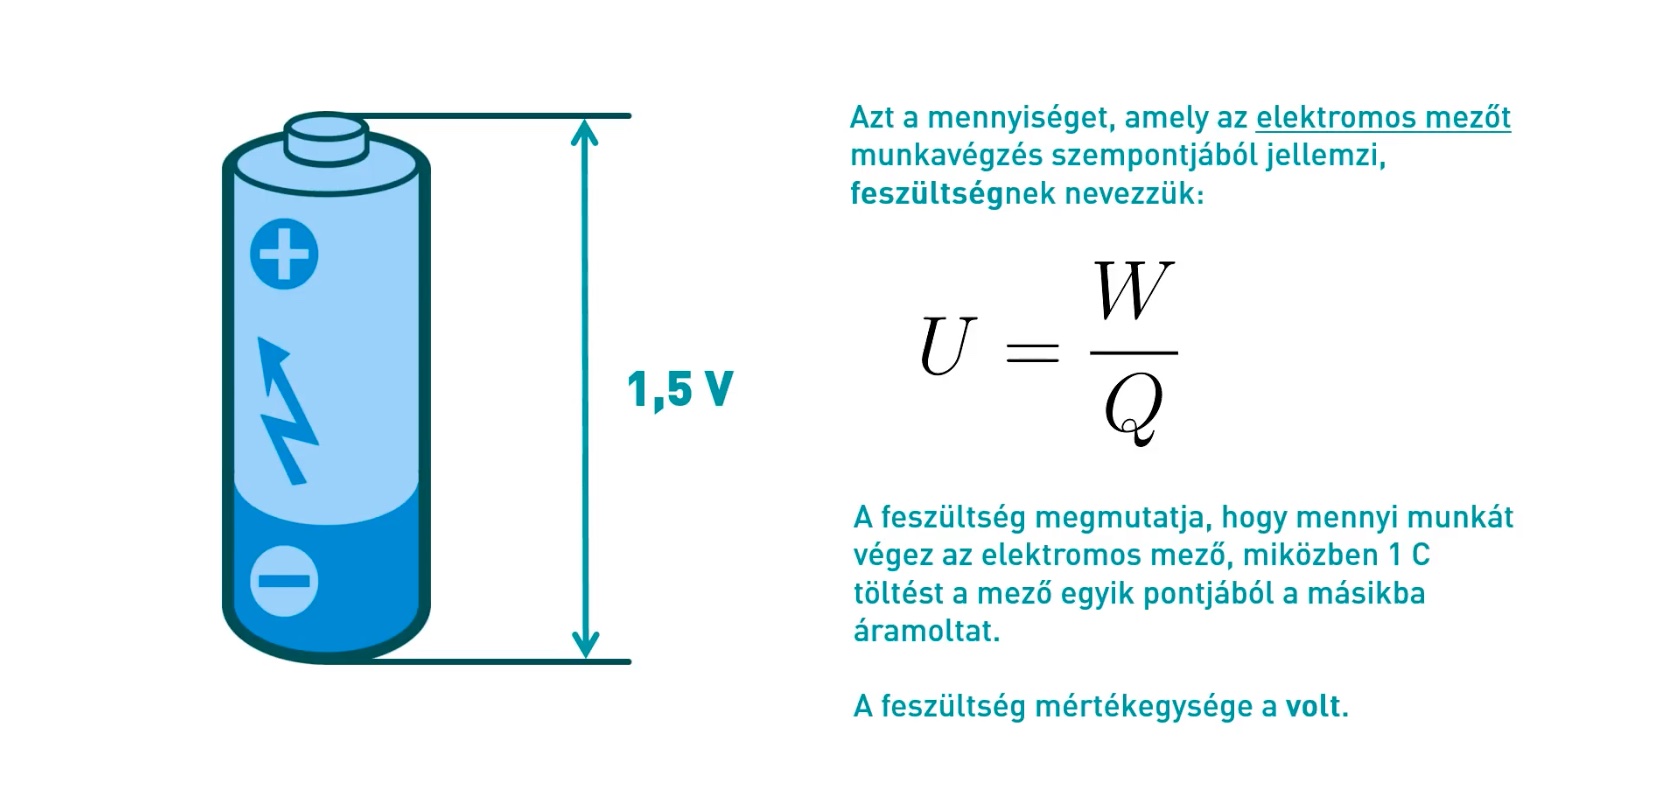 1,5 V
Azt a mennyiséget, amely az elektromos mezőt
munkavégzés szempontjából jellemzi,
feszültségnek nevezzük:
U = W/Q
A feszültség megmutatja, hogy mennyi munkát
végez az elektromos mező, miközben 1 C
töltést a mező egyik pontjából a másikba
áramoltat.
A feszültség mértékegysége a volt.